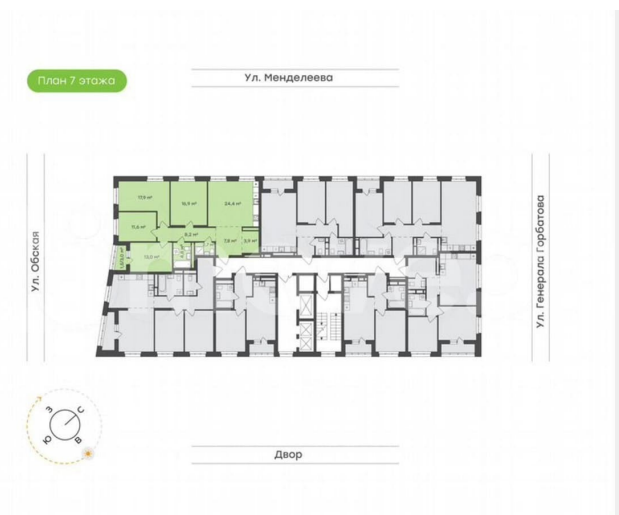 План 7 этажа
Ул. Менделеева
Ул. Обская
Ул. Генерала Горбатова
17,9 м²
16,9 м²
24,4 м²
11,6 м²
8,2 м²
7,8 м²
3,9 м²
13,0 м²
З
С
Ю
В
Двор